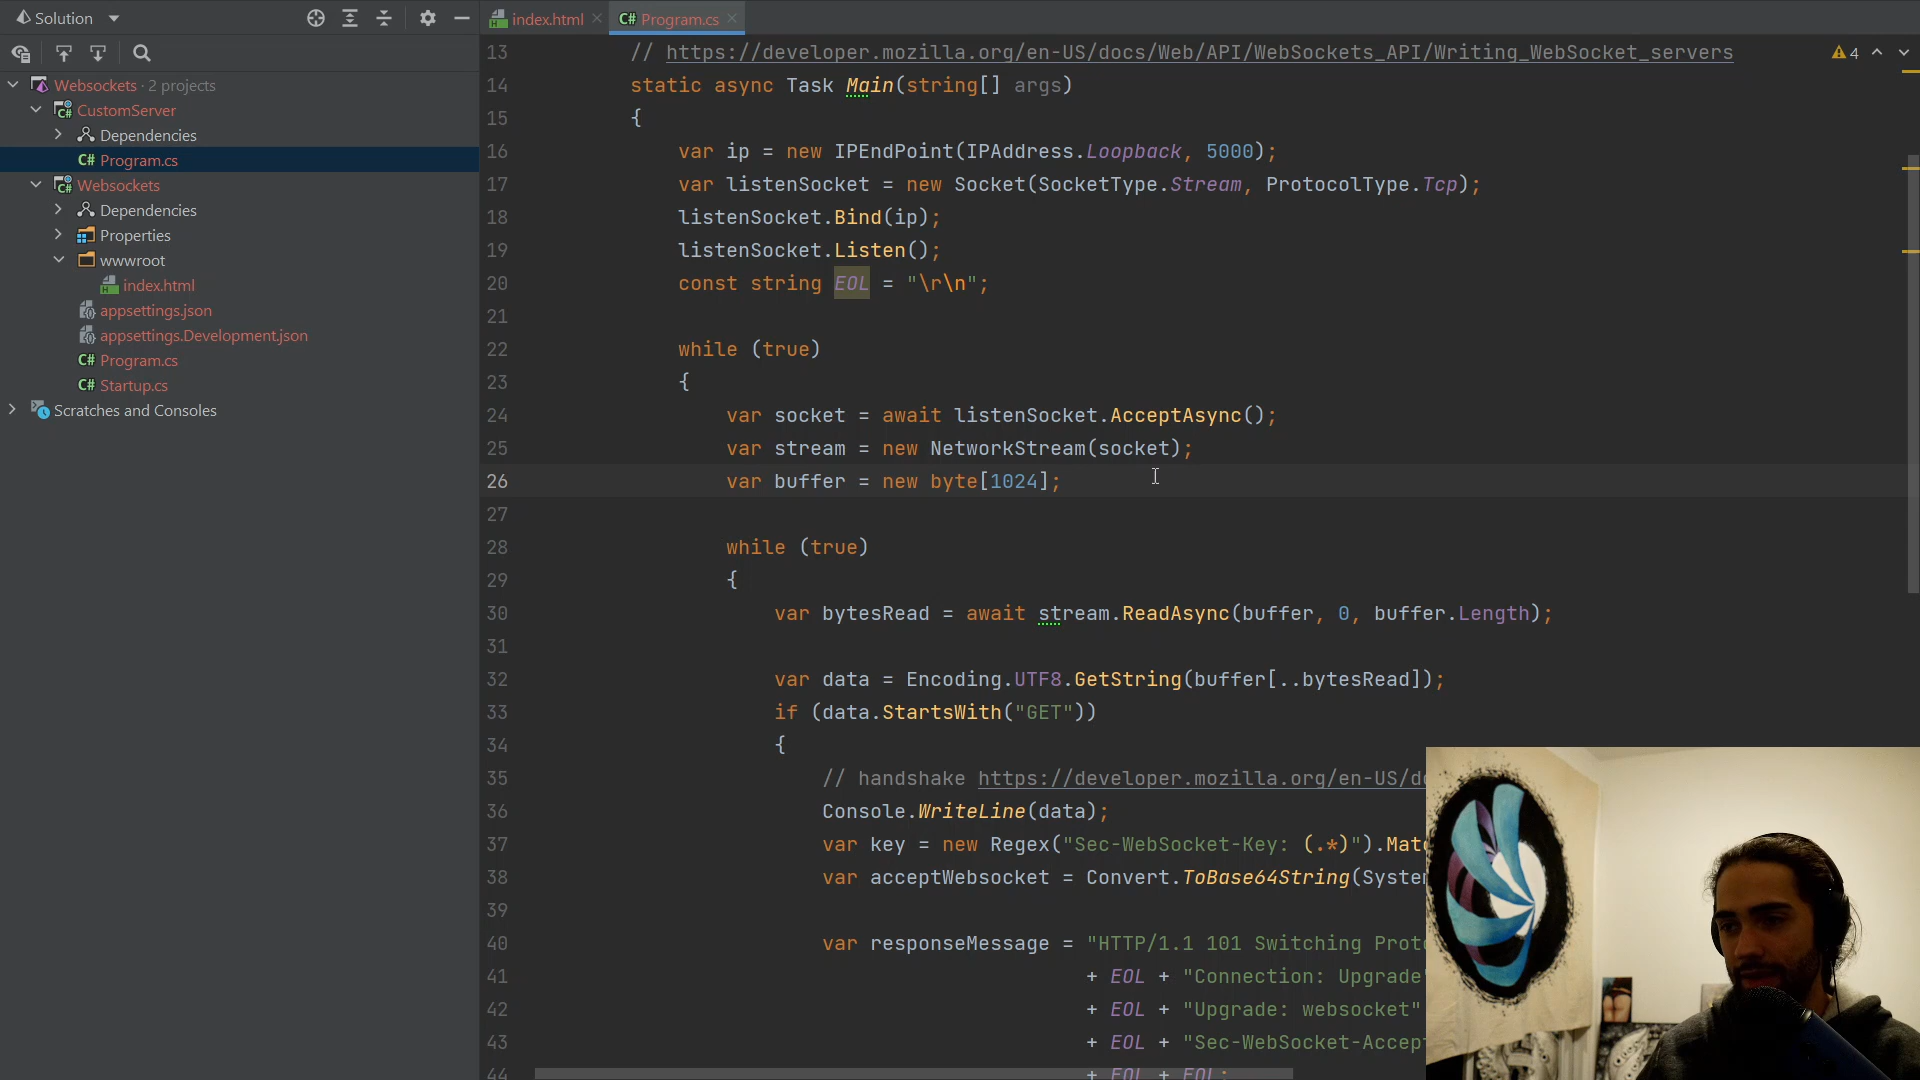 Solution
index.html
C# Program.cs
Websockets · 2 projects
CustomServer
Dependencies
C# Program.cs
Websockets
Dependencies
Properties
wwwroot
index.html
appsettings.json
appsettings.Development.json
C# Program.cs
C# Startup.cs
Scratches and Consoles
4
13 // https://developer.mozilla.org/en-US/docs/Web/API/WebSockets_API/Writing_WebSocket_servers
14 static async Task Main(string[] args)
15 {
16 var ip = new IPEndPoint(IPAddress.Loopback, 5000);
17 var listenSocket = new Socket(SocketType.Stream, ProtocolType.Tcp);
18 listenSocket.Bind(ip);
19 listenSocket.Listen();
20 const string EOL = "\r\n";
21
22 while (true)
23 {
24 var socket = await listenSocket.AcceptAsync();
25 var stream = new NetworkStream(socket);
26 var buffer = new byte[1024];
27
28 while (true)
29 {
30 var bytesRead = await stream.ReadAsync(buffer, 0, buffer.Length);
31
32 var data = Encoding.UTF8.GetString(buffer[..bytesRead]);
33 if (data.StartsWith("GET"))
34 {
35 // handshake https://developer.mozilla.org/en-US/d
36 Console.WriteLine(data);
37 var key = new Regex("Sec-WebSocket-Key: (.*)").Mat
38 var acceptWebsocket = Convert.ToBase64String(System
39
40 var responseMessage = "HTTP/1.1 101 Switching Prot
41 + EOL + "Connection: Upgrade"
42 + EOL + "Upgrade: websocket"
43 + EOL + "Sec-WebSocket-Accep
44 + EOL + EOL;